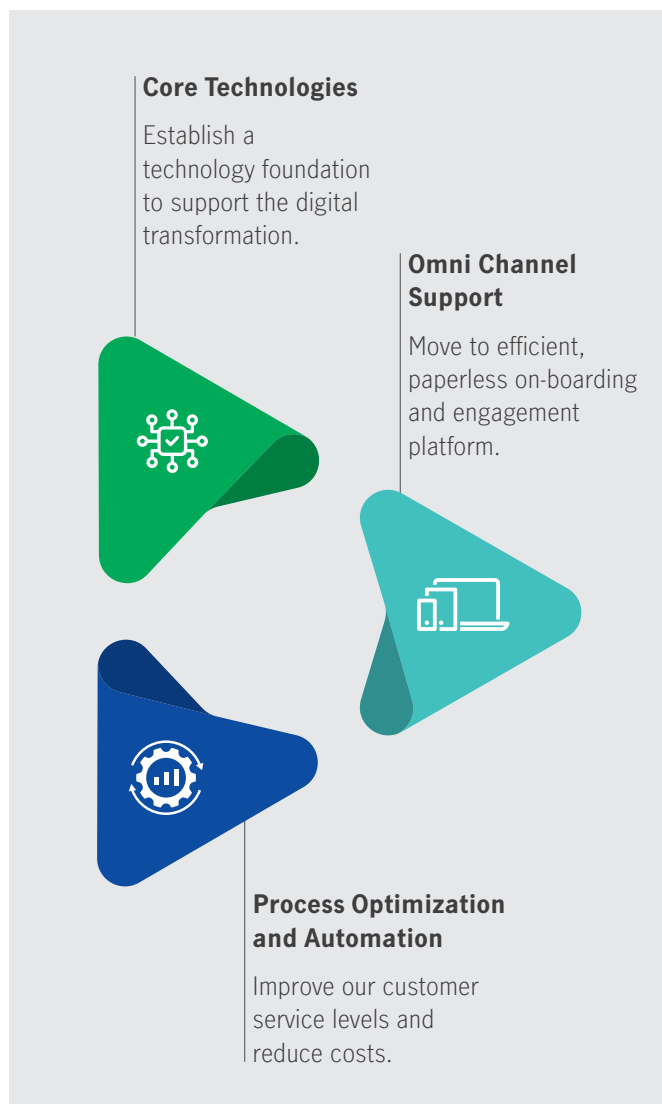 Core Technologies
Establish a
technology foundation
to support the digital
transformation.
Omni Channel
Support
Move to efficient,
paperless on-boarding
and engagement
platform.
Process Optimization
and Automation
Improve our customer
service levels and
reduce costs.